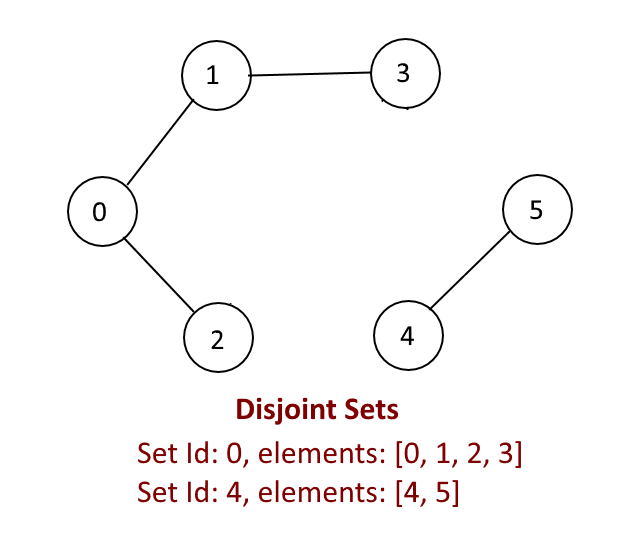 1
3
0
5
2
4
Disjoint Sets
Set Id: 0, elements: [0, 1, 2, 3]
Set Id: 4, elements: [4, 5]